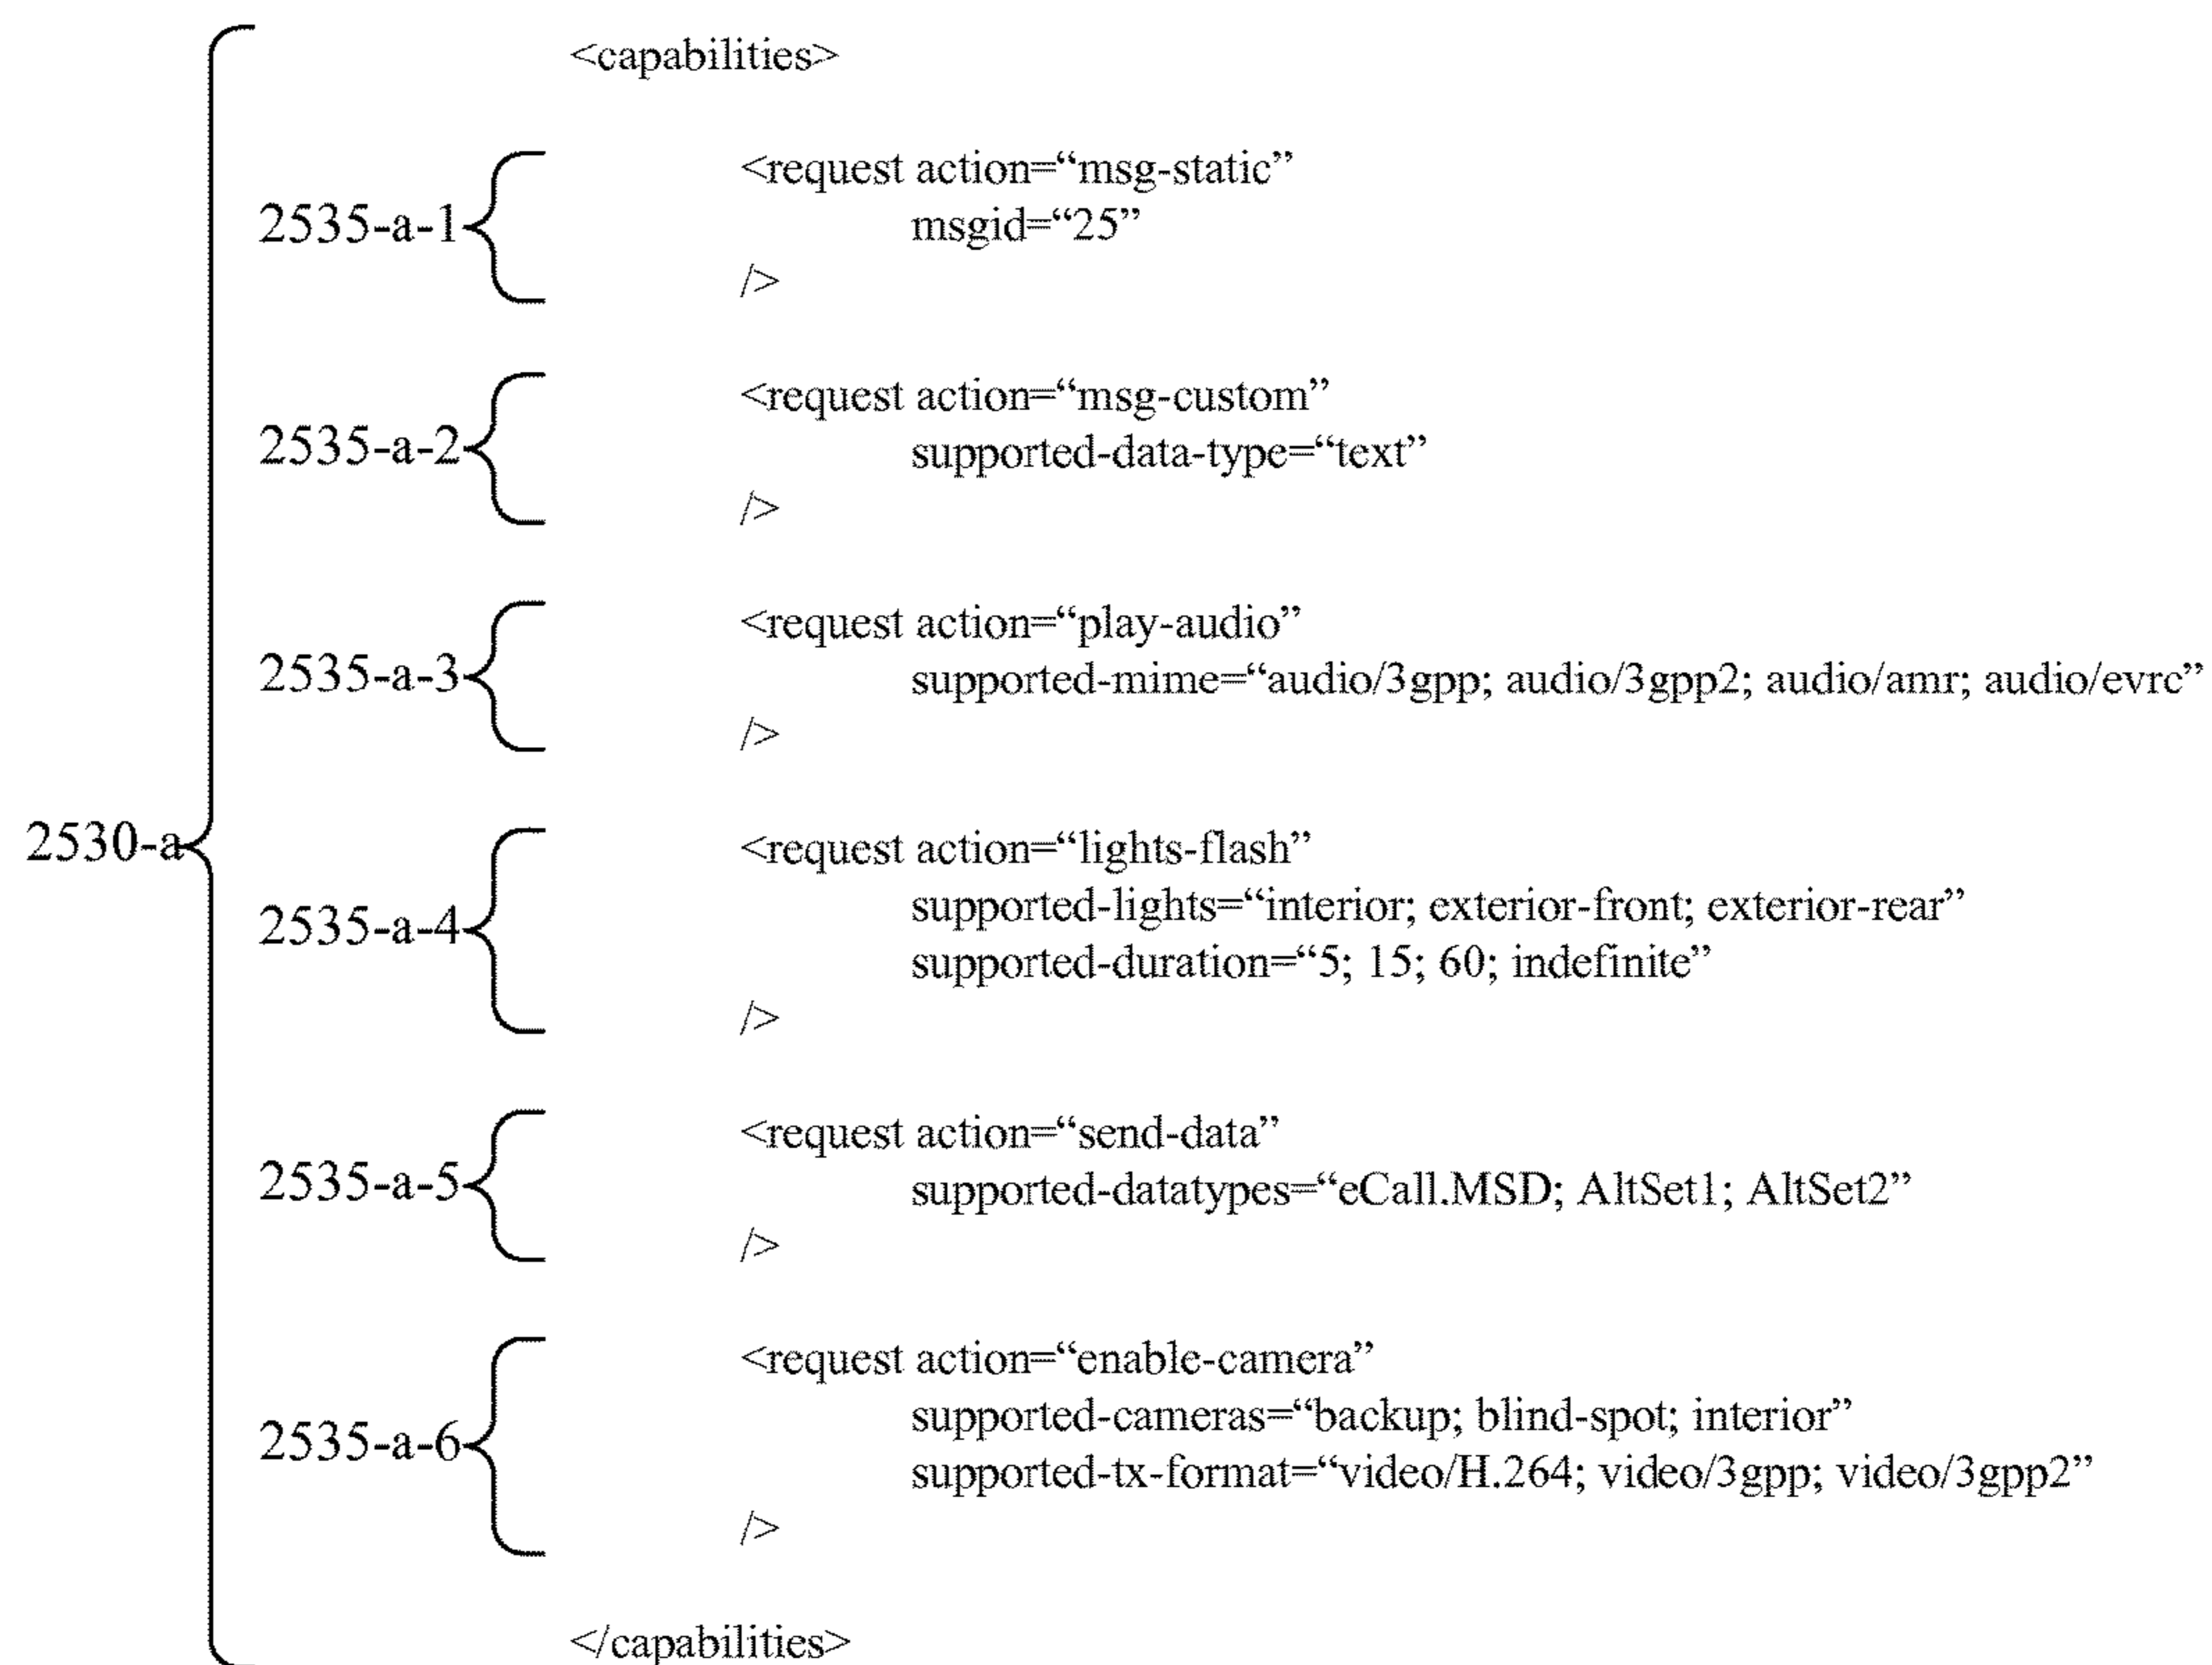 <capabilities>
<request action=“msg-static”
2535-a-1
msgid=“25”
/>
<request action=“msg-custom”
2535-a-2
supported-data-type=“text”
/>
<request action=“play-audio”
2535-a-3
supported-mime=“audio/3gpp; audio/3gpp2; audio/amr; audio/evrc”
/>
2530-a
<request action=“lights-flash”
2535-a-4
supported-lights=“interior; exterior-front; exterior-rear”
supported-duration=“5; 15; 60; indefinite”
/>
<request action=“send-data”
2535-a-5
supported-datatypes=“eCall.MSD; AltSet1; AltSet2”
/>
<request action=“enable-camera”
2535-a-6
supported-cameras=“backup; blind-spot; interior”
supported-tx-format=“video/H.264; video/3gpp; video/3gpp2”
/>
</capabilities>